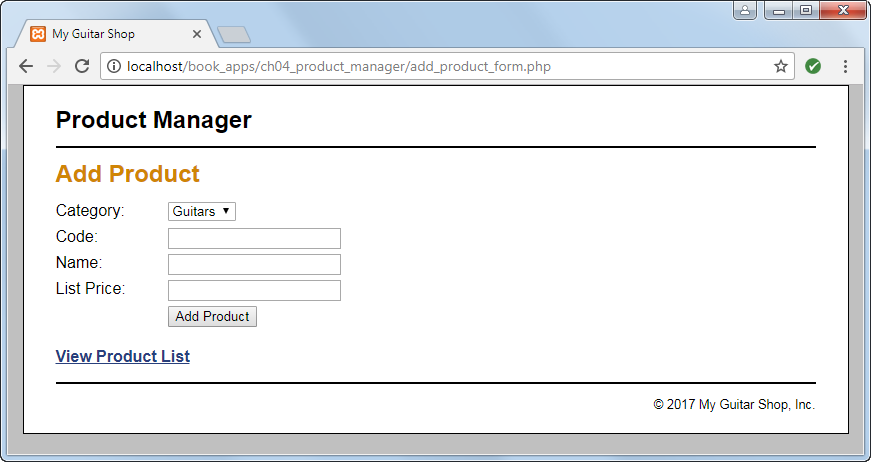 My Guitar Shop
localhost/book_apps/ch04_product_manager/add_product_form.php
Product Manager
Add Product
Category: Guitars
Code:
Name:
List Price:
Add Product
View Product List
© 2017 My Guitar Shop, Inc.